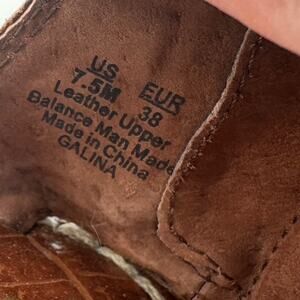 US EUR
7.5M 38
Leather Upper
Balance Man Made
Made in China
GALINA